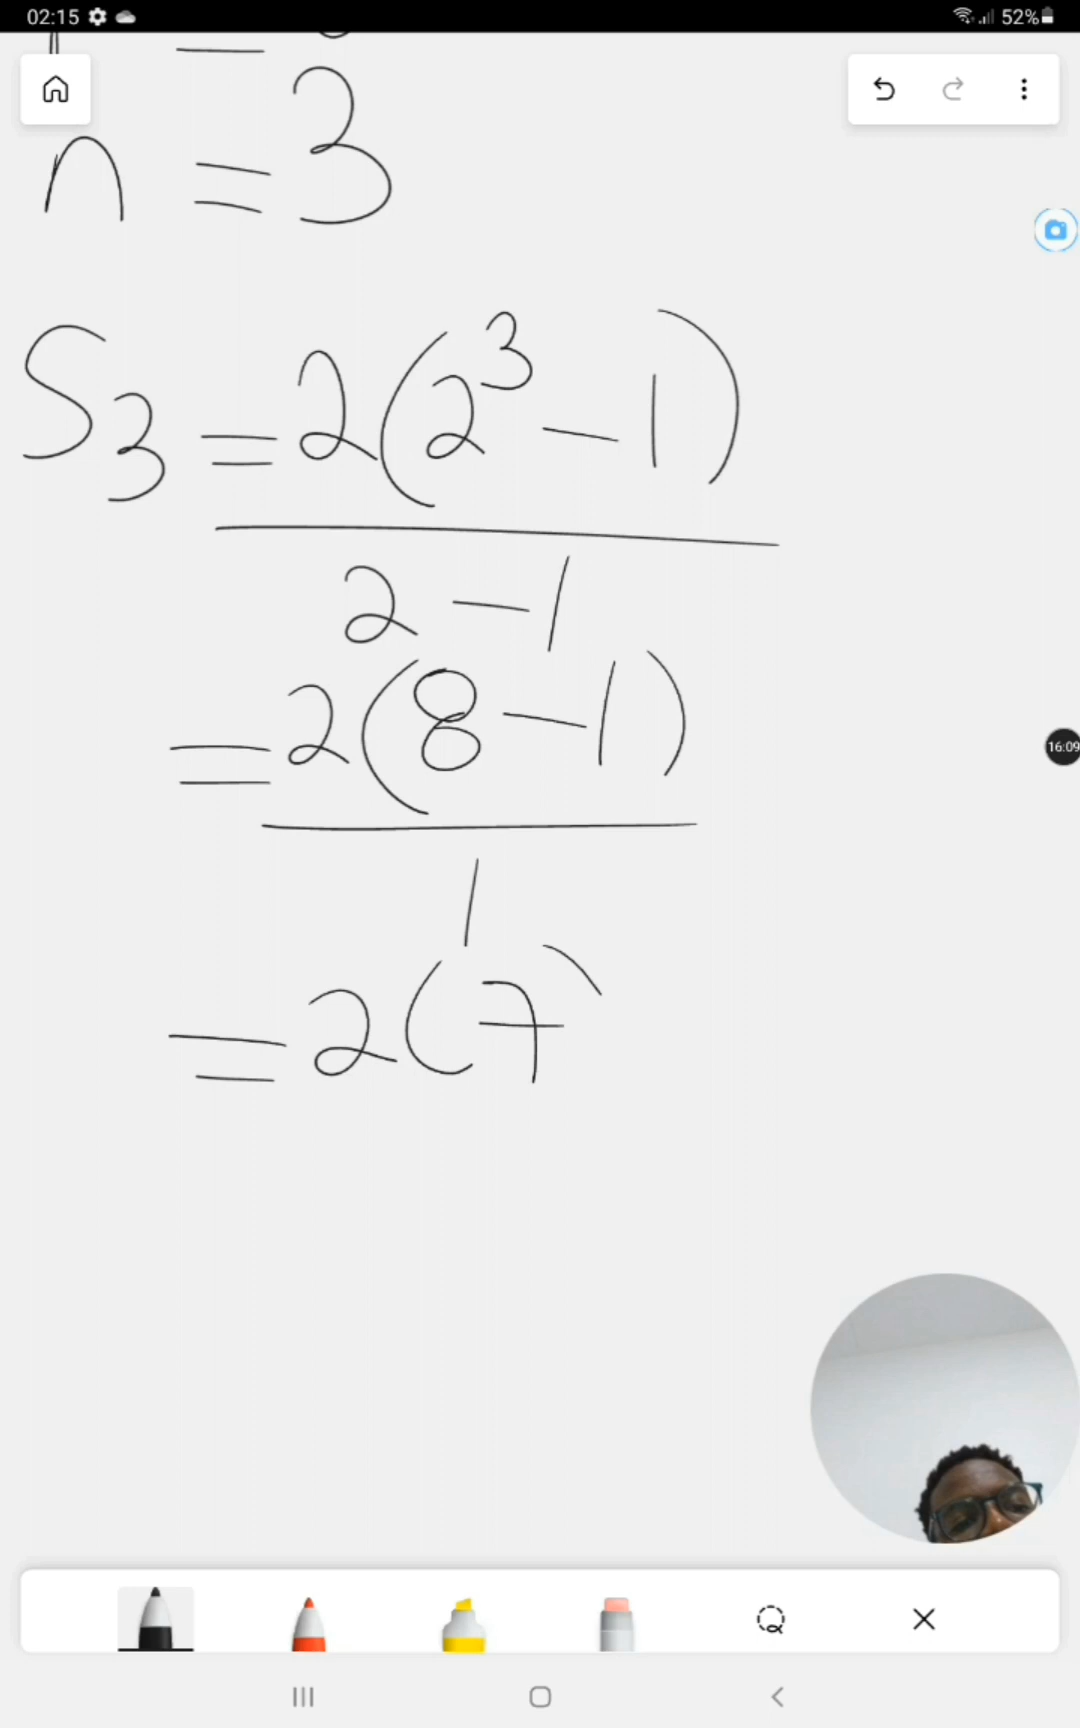 02:15 52%
n = 3
S₃ = 2(2³ - 1)
2 - 1
= 2(8 - 1)
1
= 2(7)
16:09